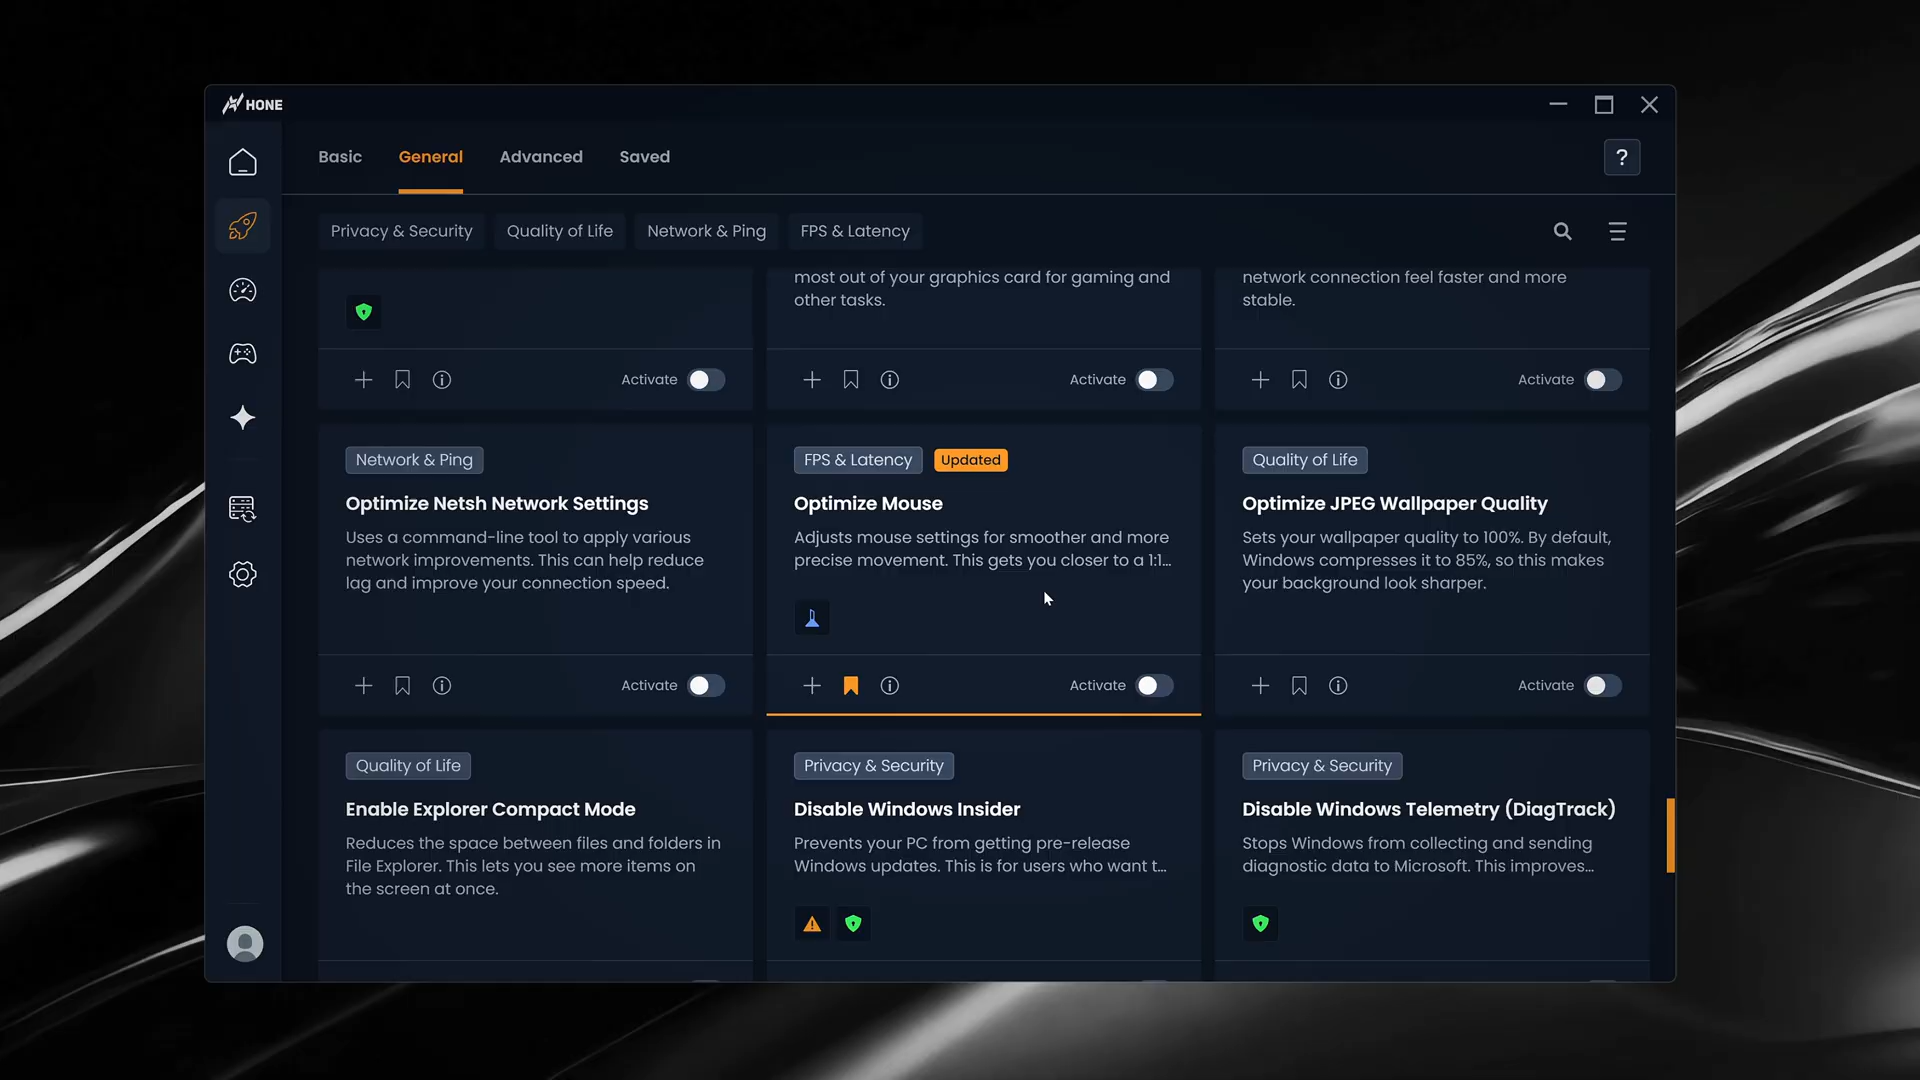 HONE
Basic
General
Advanced
Saved
?
Privacy & Security
Quality of Life
Network & Ping
FPS & Latency
most out of your graphics card for gaming and
other tasks.
network connection feel faster and more
stable.
Activate
Activate
Activate
Network & Ping
Optimize Netsh Network Settings
Uses a command-line tool to apply various
network improvements. This can help reduce
lag and improve your connection speed.
Activate
FPS & Latency
Updated
Optimize Mouse
Adjusts mouse settings for smoother and more
precise movement. This gets you closer to a 1:1...
Activate
Quality of Life
Optimize JPEG Wallpaper Quality
Sets your wallpaper quality to 100%. By default,
Windows compresses it to 85%, so this makes
your background look sharper.
Activate
Quality of Life
Enable Explorer Compact Mode
Reduces the space between files and folders in
File Explorer. This lets you see more items on
the screen at once.
Privacy & Security
Disable Windows Insider
Prevents your PC from getting pre-release
Windows updates. This is for users who want t...
Privacy & Security
Disable Windows Telemetry (DiagTrack)
Stops Windows from collecting and sending
diagnostic data to Microsoft. This improves...